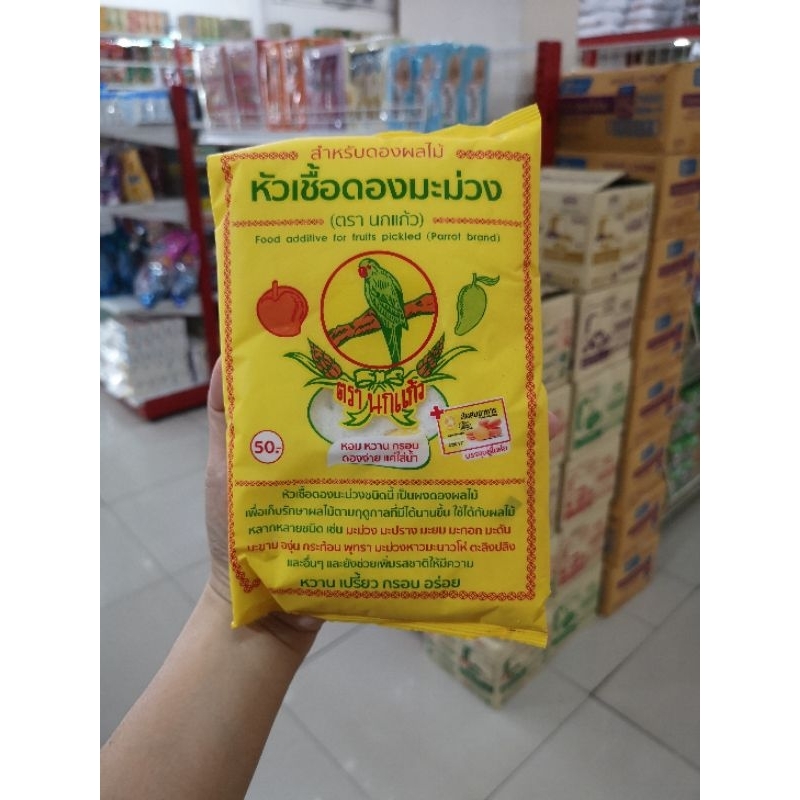 สำหรับดองผลไม้
หัวเชื้อดองมะม่วง
(ตรา นกแก้ว)
Food additive for fruits pickled (Parrot brand)
ตรา นกแก้ว
50.-
หอม หวาน กรอบ
ดองง่าย แค่ใส่น้ำ
+
บรรจุอยู่ในห่อ
หัวเชื้อดองมะม่วงชนิดนี้ เป็นผงดองผลไม้
เพื่อเก็บรักษาผลไม้ตามฤดูกาลที่มีได้นานขึ้น ใช้ได้กับผลไม้
หลากหลายชนิด เช่น มะม่วง มะปราง มะยม มะกอก มะดัน
มะขาม องุ่น กระท้อน พุทรา มะม่วงหาวมะนาวโห่ ตะลิงปลิง
และอื่นๆ และยังช่วยเพิ่มรสชาติให้มีความ
หวาน เปรี้ยว กรอบ อร่อย